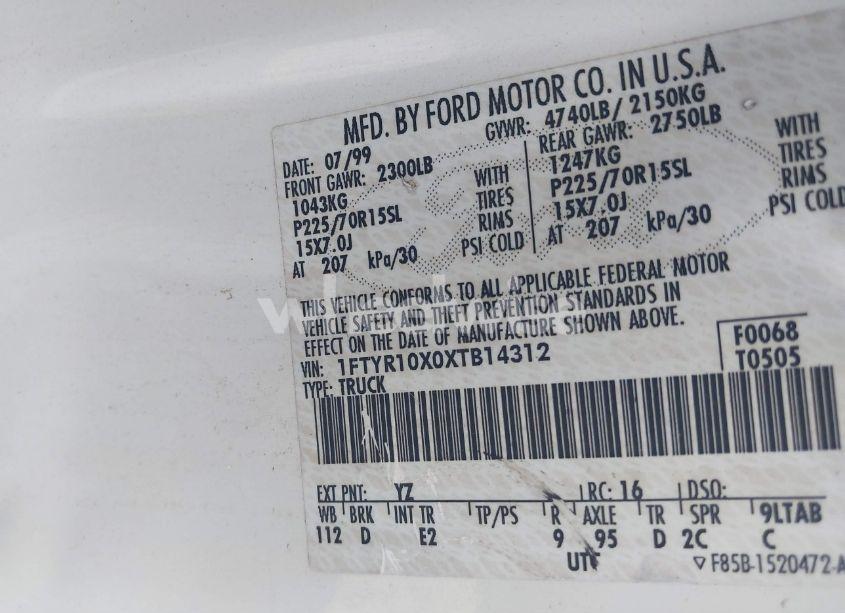 MFD. BY FORD MOTOR CO. IN U.S.A.
DATE: 07/99 GVWR: 4740LB/ 2150KG
FRONT GAWR: 2300LB REAR GAWR: 2750LB
1043KG WITH 1247KG WITH
P225/70R15SL TIRES P225/70R15SL TIRES
15X7.0J RIMS 15X7.0J RIMS
AT 207 kPa/30 PSI COLD AT 207 kPa/30 PSI COLD
THIS VEHICLE CONFORMS TO ALL APPLICABLE FEDERAL MOTOR
VEHICLE SAFETY AND THEFT PREVENTION STANDARDS IN
EFFECT ON THE DATE OF MANUFACTURE SHOWN ABOVE.
VIN: 1FTYR10X0XTB14312 F0068
TYPE: TRUCK T0505
EXT PNT: YZ RC: 16 DSO:
WB BRK INT TR TP/PS R AXLE TR SPR 9LTAB
112 D E2 9 95 D 2C C
UTC ▽ F85B-1520472-A